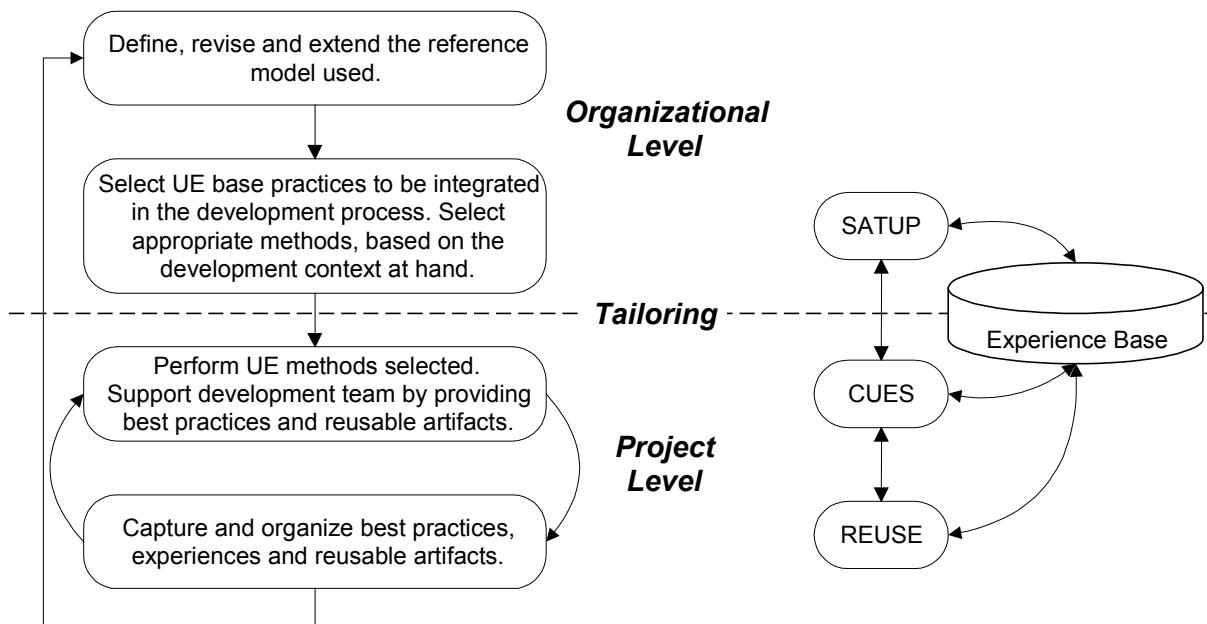 Define, revise and extend the reference
model used.
Organizational
Level
Select UE base practices to be integrated
in the development process. Select
appropriate methods, based on the
development context at hand.
SATUP
Tailoring
Experience Base
Perform UE methods selected.
Support development team by providing
best practices and reusable artifacts.
CUES
Project
Level
Capture and organize best practices,
experiences and reusable artifacts.
REUSE